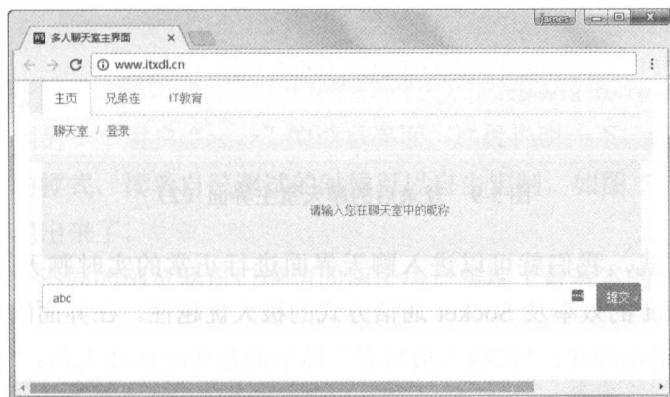 james
多人聊天室主界面
www.itxdl.cn
主页 兄弟连 IT教育
聊天室 / 登录
请输入您在聊天室中的昵称
abc
提交